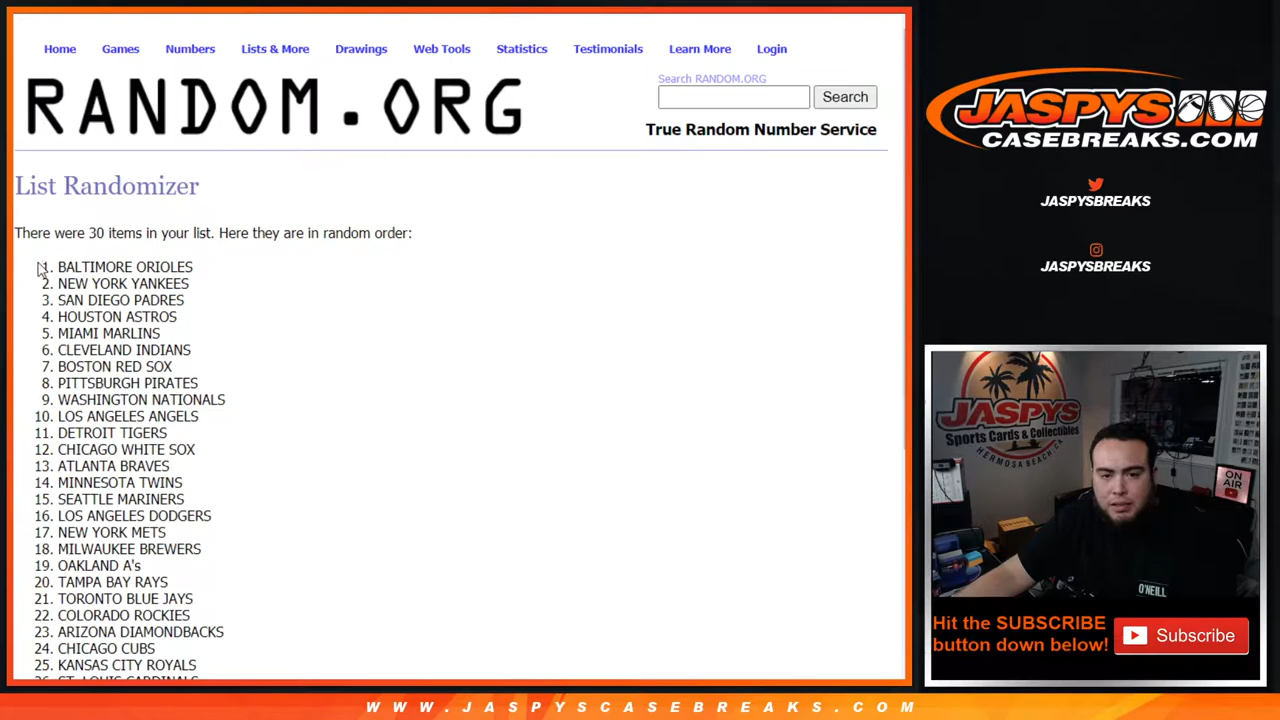 Home Games Numbers Lists & More Drawings Web Tools Statistics Testimonials Learn More Login
RANDOM.ORG
Search RANDOM.ORG
Search
True Random Number Service
List Randomizer
There were 30 items in your list. Here they are in random order:
1. BALTIMORE ORIOLES
2. NEW YORK YANKEES
3. SAN DIEGO PADRES
4. HOUSTON ASTROS
5. MIAMI MARLINS
6. CLEVELAND INDIANS
7. BOSTON RED SOX
8. PITTSBURGH PIRATES
9. WASHINGTON NATIONALS
10. LOS ANGELES ANGELS
11. DETROIT TIGERS
12. CHICAGO WHITE SOX
13. ATLANTA BRAVES
14. MINNESOTA TWINS
15. SEATTLE MARINERS
16. LOS ANGELES DODGERS
17. NEW YORK METS
18. MILWAUKEE BREWERS
19. OAKLAND A's
20. TAMPA BAY RAYS
21. TORONTO BLUE JAYS
22. COLORADO ROCKIES
23. ARIZONA DIAMONDBACKS
24. CHICAGO CUBS
25. KANSAS CITY ROYALS
26. ST. LOUIS CARDINALS
JASPYS
CASEBREAKS.COM
JASPYSBREAKS
JASPYSBREAKS
JASPYS
Sports Cards & Collectibles
HERMOSA BEACH, CA
ON AIR
O'NEILL
Hit the SUBSCRIBE
button down below!
Subscribe
WWW.JASPYSCASEBREAKS.COM